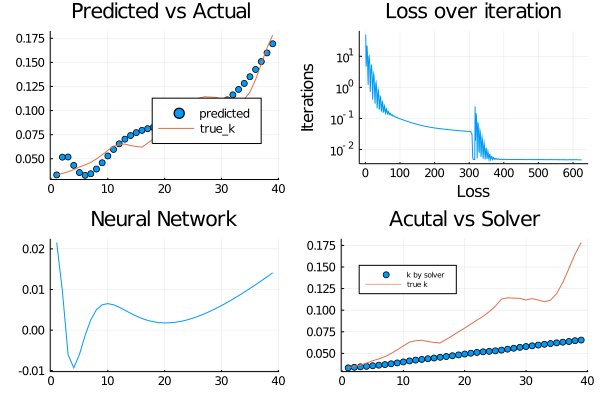 Predicted vs Actual
0.175
0.150
0.125
0.100
0.075
0.050
0 10 20 30 40
predicted
true_k
Loss over iteration
Iterations
10^1
10^0
10^-1
10^-2
0 100 200 300 400 500 600
Loss
Neural Network
0.02
0.01
0.00
-0.01
0 10 20 30 40
Acutal vs Solver
0.175
0.150
0.125
0.100
0.075
0.050
0 10 20 30 40
k by solver
true k